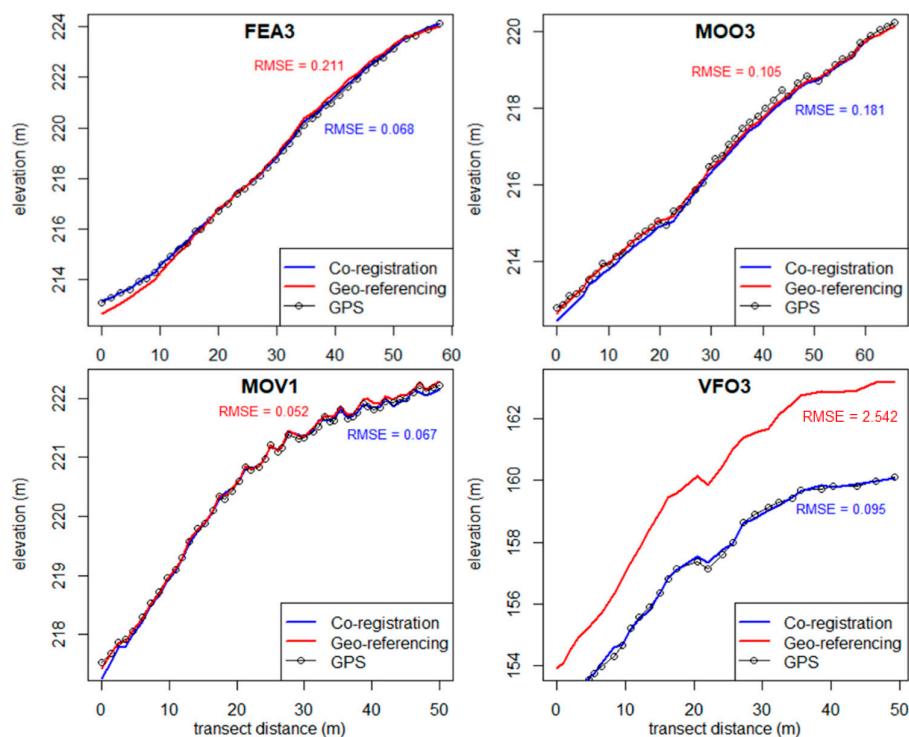 FEA3
RMSE = 0.211
RMSE = 0.068
elevation (m)
224
222
220
218
216
214
Co-registration
Geo-referencing
GPS
0 10 20 30 40 50 60
MOO3
RMSE = 0.105
RMSE = 0.181
elevation (m)
220
218
216
214
Co-registration
Geo-referencing
GPS
0 10 20 30 40 50 60
MOV1
RMSE = 0.052
RMSE = 0.067
elevation (m)
222
221
220
219
218
Co-registration
Geo-referencing
GPS
0 10 20 30 40 50
transect distance (m)
VFO3
RMSE = 2.542
RMSE = 0.095
elevation (m)
162
160
158
156
154
Co-registration
Geo-referencing
GPS
0 10 20 30 40 50
transect distance (m)